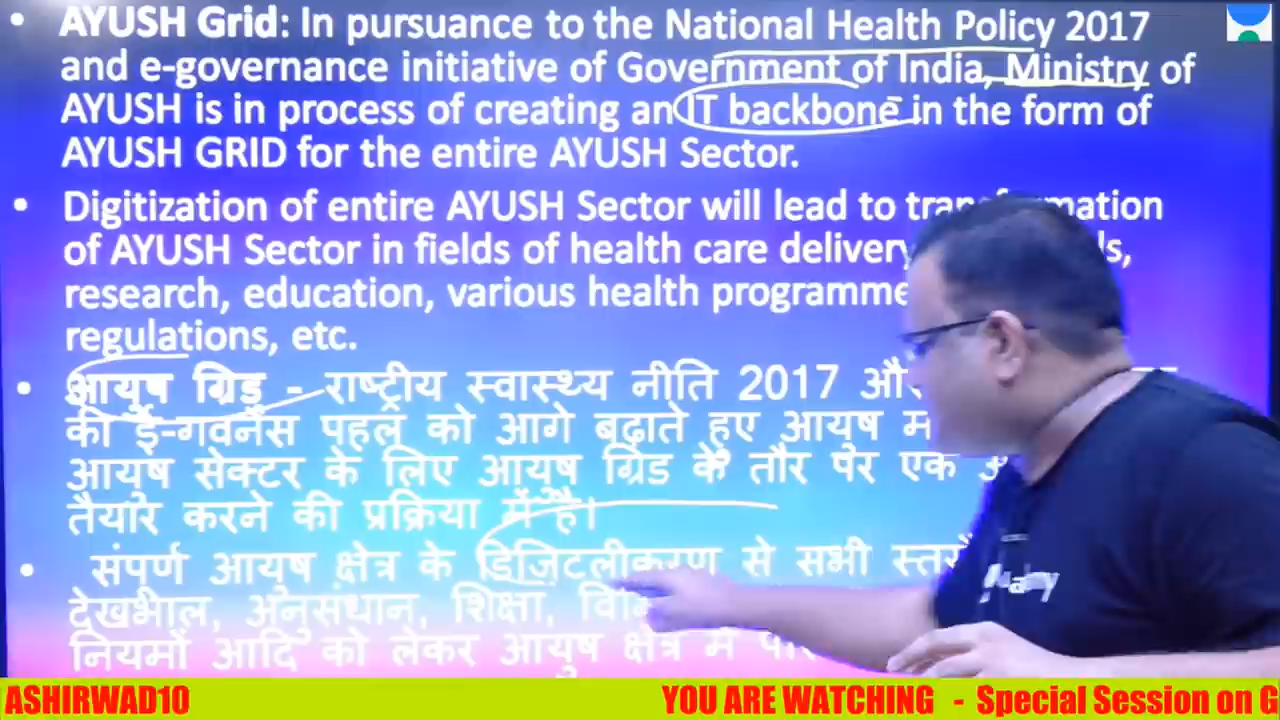 AYUSH Grid: In pursuance to the National Health Policy 2017
and e-governance initiative of Government of India, Ministry of
AYUSH is in process of creating an IT backbone in the form of
AYUSH GRID for the entire AYUSH Sector.
Digitization of entire AYUSH Sector will lead to
of AYUSH Sector in fields of health care delivery
research, education, various health programme
regulations, etc.
आयुष ग्रिड - राष्ट्रीय स्वास्थ्य नीति 2017
की ई-गवर्नेंस पहल को आगे बढ़ाते हुए आयुष
आयुष सेक्टर के लिए आयुष ग्रिड के तौर पर एक
तैयार करने की प्रक्रिया में है।
संपूर्ण आयुष क्षेत्र के डिजिटलीकरण से सभी
देखभाल, अनुसंधान, शिक्षा,
नियमों आदि को लेकर आयुष क्षेत्र में
ASHIRWAD10 YOU ARE WATCHING - Special Session on G